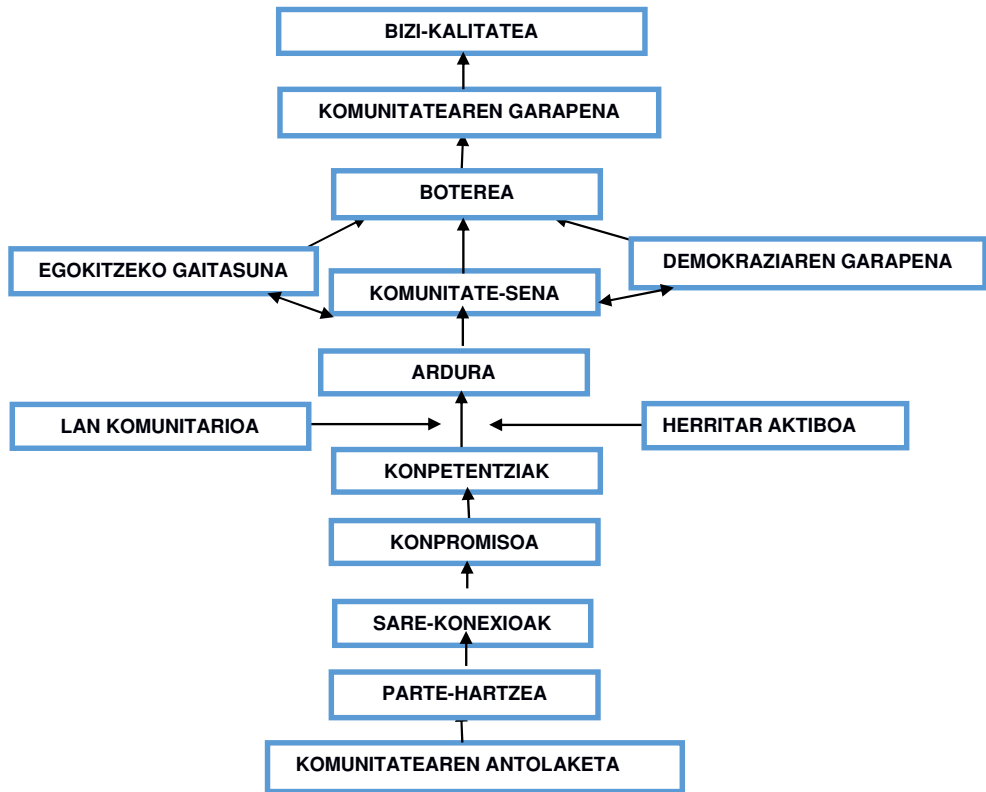 BIZI-KALITATEA
KOMUNITATEAREN GARAPENA
BOTEREA
EGOKITZEKO GAITASUNA
DEMOKRAZIAREN GARAPENA
KOMUNITATE-SENA
ARDURA
LAN KOMUNITARIOA
HERRITAR AKTIBOA
KONPETENTZIAK
KONPROMISOA
SARE-KONEXIOAK
PARTE-HARTZEA
KOMUNITATEAREN ANTOLAKETA